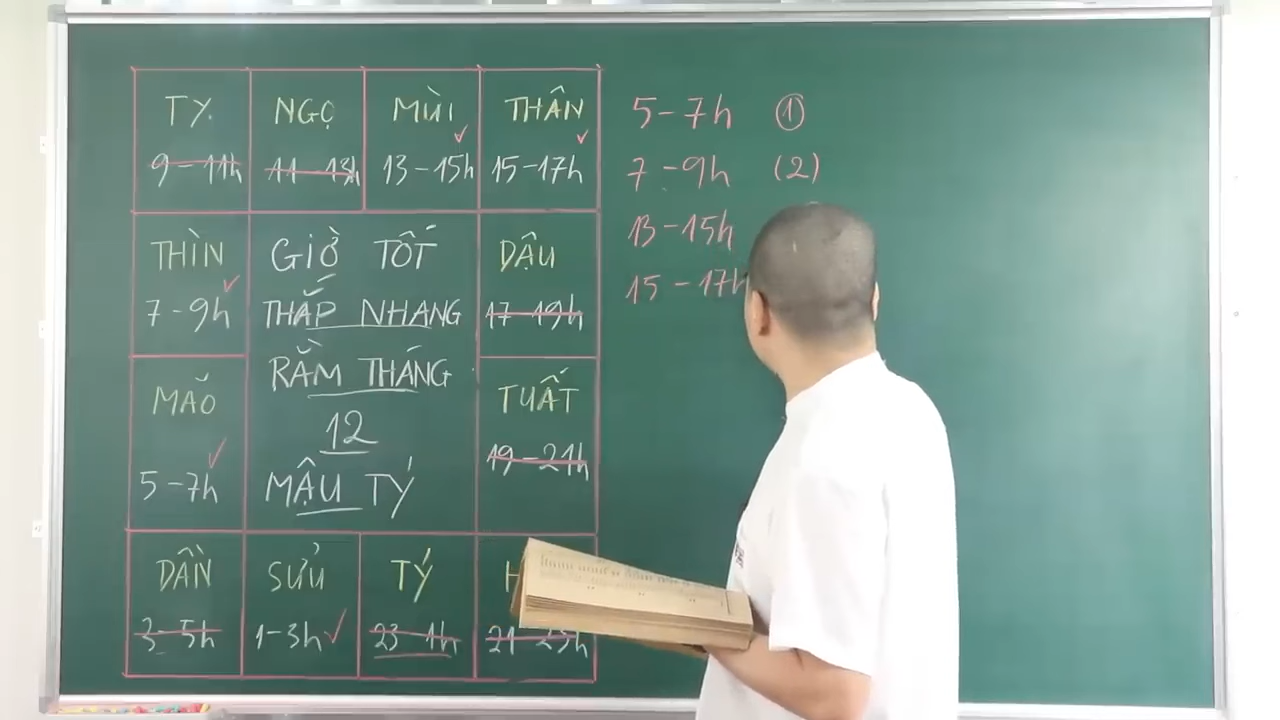 TỴ NGỌ MÙI THÂN
9-11h 11-13h 13-15h 15-17h
THÌN
7-9h
MÃO
5-7h
GIỜ TỐT
THẮP NHANG
RẰM THÁNG
12
MẬU TÝ
DẬU
17-19h
TUẤT
19-21h
DẦN SỬU TÝ H
3-5h 1-3h 23-1h 21-23h
5-7h ①
7-9h (2)
13-15h
15-17h